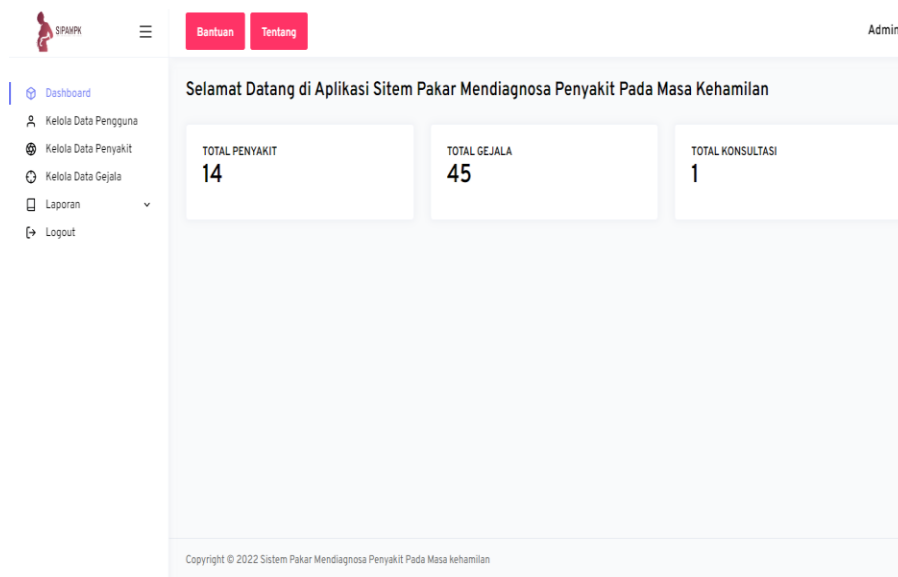 SIPAMPK
Bantuan
Tentang
Admin
Dashboard
Kelola Data Pengguna
Kelola Data Penyakit
Kelola Data Gejala
Laporan
Logout
Selamat Datang di Aplikasi Sitem Pakar Mendiagnosa Penyakit Pada Masa Kehamilan
TOTAL PENYAKIT
14
TOTAL GEJALA
45
TOTAL KONSULTASI
1
Copyright © 2022 Sistem Pakar Mendiagnosa Penyakit Pada Masa kehamilan